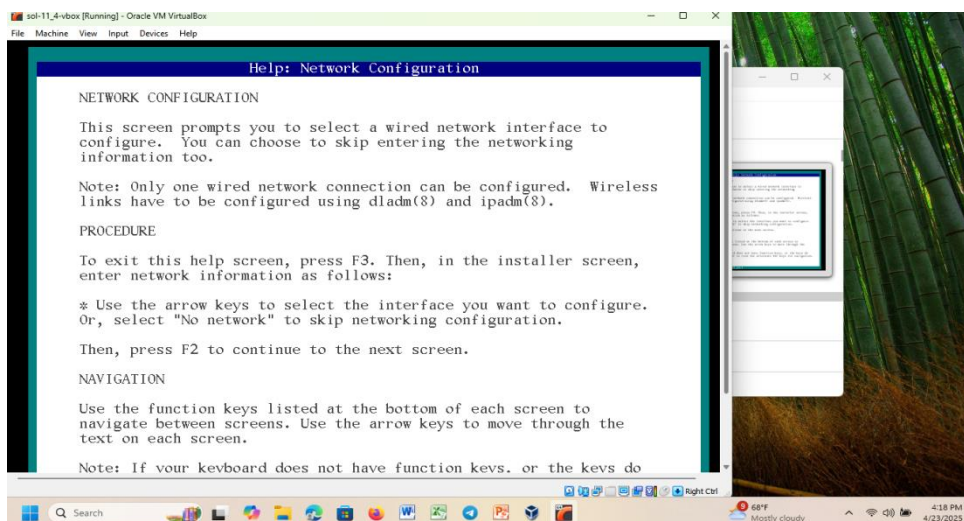 sol-11_4-vbox [Running] - Oracle VM VirtualBox
File Machine View Input Devices Help
Help: Network Configuration
NETWORK CONFIGURATION
This screen prompts you to select a wired network interface to
configure. You can choose to skip entering the networking
information too.
Note: Only one wired network connection can be configured. Wireless
links have to be configured using dladm(8) and ipadm(8).
PROCEDURE
To exit this help screen, press F3. Then, in the installer screen,
enter network information as follows:
* Use the arrow keys to select the interface you want to configure.
Or, select "No network" to skip networking configuration.
Then, press F2 to continue to the next screen.
NAVIGATION
Use the function keys listed at the bottom of each screen to
navigate between screens. Use the arrow keys to move through the
text on each screen.
Note: If your keyboard does not have function keys, or the keys do
Right Ctrl
Search
68°F
Mostly cloudy
4:18 PM
4/23/2025